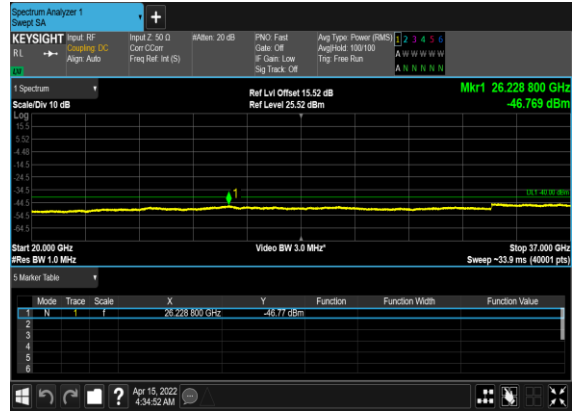 Spectrum Analyzer 1
Swept SA
+
KEYSIGHT Input: RF Input Z: 50 Ω #Atten: 20 dB PNO: Fast Avg Type: Power (RMS) 1 2 3 4 5 6
RL Coupling: DC Corr CCorr Gate: Off Avg|Hold: 100/100 A W W W W W
Align: Auto Freq Ref: Int (S) IF Gain: Low Trig: Free Run
Sig Track: Off A N N N N N
1 Spectrum Ref Lvl Offset 15.52 dB Mkr1 26.228 800 GHz
Scale/Div 10 dB Ref Level 25.52 dBm -46.769 dBm
Log
15.5
5.52
-4.48
-14.5
-24.5
-34.5 1 DL1 -40.00 dBm
-44.5
-54.5
-64.5
Start 20.000 GHz Video BW 3.0 MHz* Stop 37.000 GHz
#Res BW 1.0 MHz Sweep ~33.9 ms (40001 pts)
5 Marker Table
Mode Trace Scale X Y Function Function Width Function Value
1 N 1 f 26.228 800 GHz -46.77 dBm
2
3
4
5
6
? Apr 15, 2022
4:34:52 AM